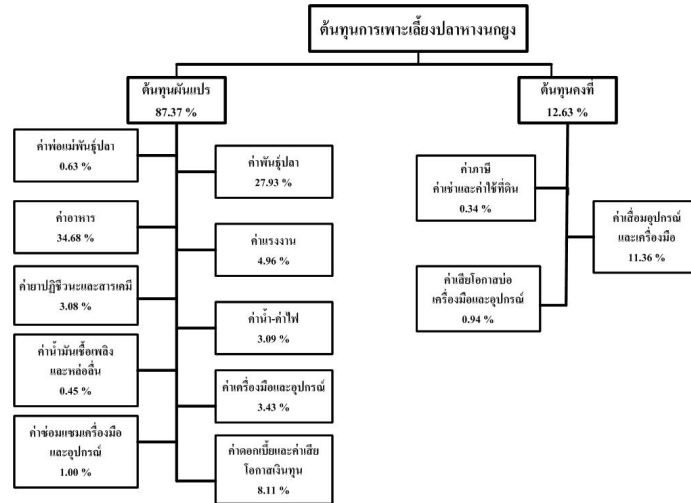 ต้นทุนการเพาะเลี้ยงปลาหางนกยูง
ต้นทุนผันแปร
87.37 %
ต้นทุนคงที่
12.63 %
ค่าพ่อแม่พันธุ์ปลา
0.63 %
ค่าพันธุ์ปลา
27.93 %
ค่าอาหาร
34.68 %
ค่าแรงงาน
4.96 %
ค่ายาปฏิชีวนะและสารเคมี
3.08 %
ค่าน้ำ-ค่าไฟ
3.09 %
ค่าน้ำมันเชื้อเพลิง
และหล่อลื่น
0.45 %
ค่าเครื่องมือและอุปกรณ์
3.43 %
ค่าซ่อมแซมเครื่องมือ
และอุปกรณ์
1.00 %
ค่าดอกเบี้ยและค่าเสีย
โอกาสเงินทุน
8.11 %
ค่าภาษี
ค่าเช่าและค่าใช้ที่ดิน
0.34 %
ค่าเสื่อมอุปกรณ์
และเครื่องมือ
11.36 %
ค่าเสียโอกาสบ่อ
เครื่องมือและอุปกรณ์
0.94 %